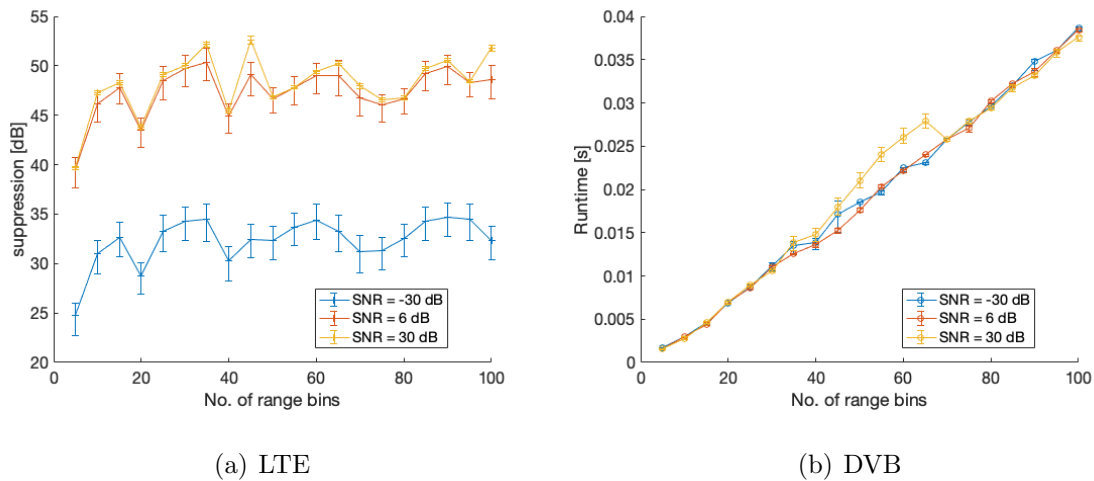 55
50
45
40
35
30
25
20
suppression [dB]
0 20 40 60 80 100
No. of range bins
SNR = -30 dB
SNR = 6 dB
SNR = 30 dB
(a) LTE
0.04
0.035
0.03
0.025
0.02
0.015
0.01
0.005
0
Runtime [s]
0 20 40 60 80 100
No. of range bins
SNR = -30 dB
SNR = 6 dB
SNR = 30 dB
(b) DVB